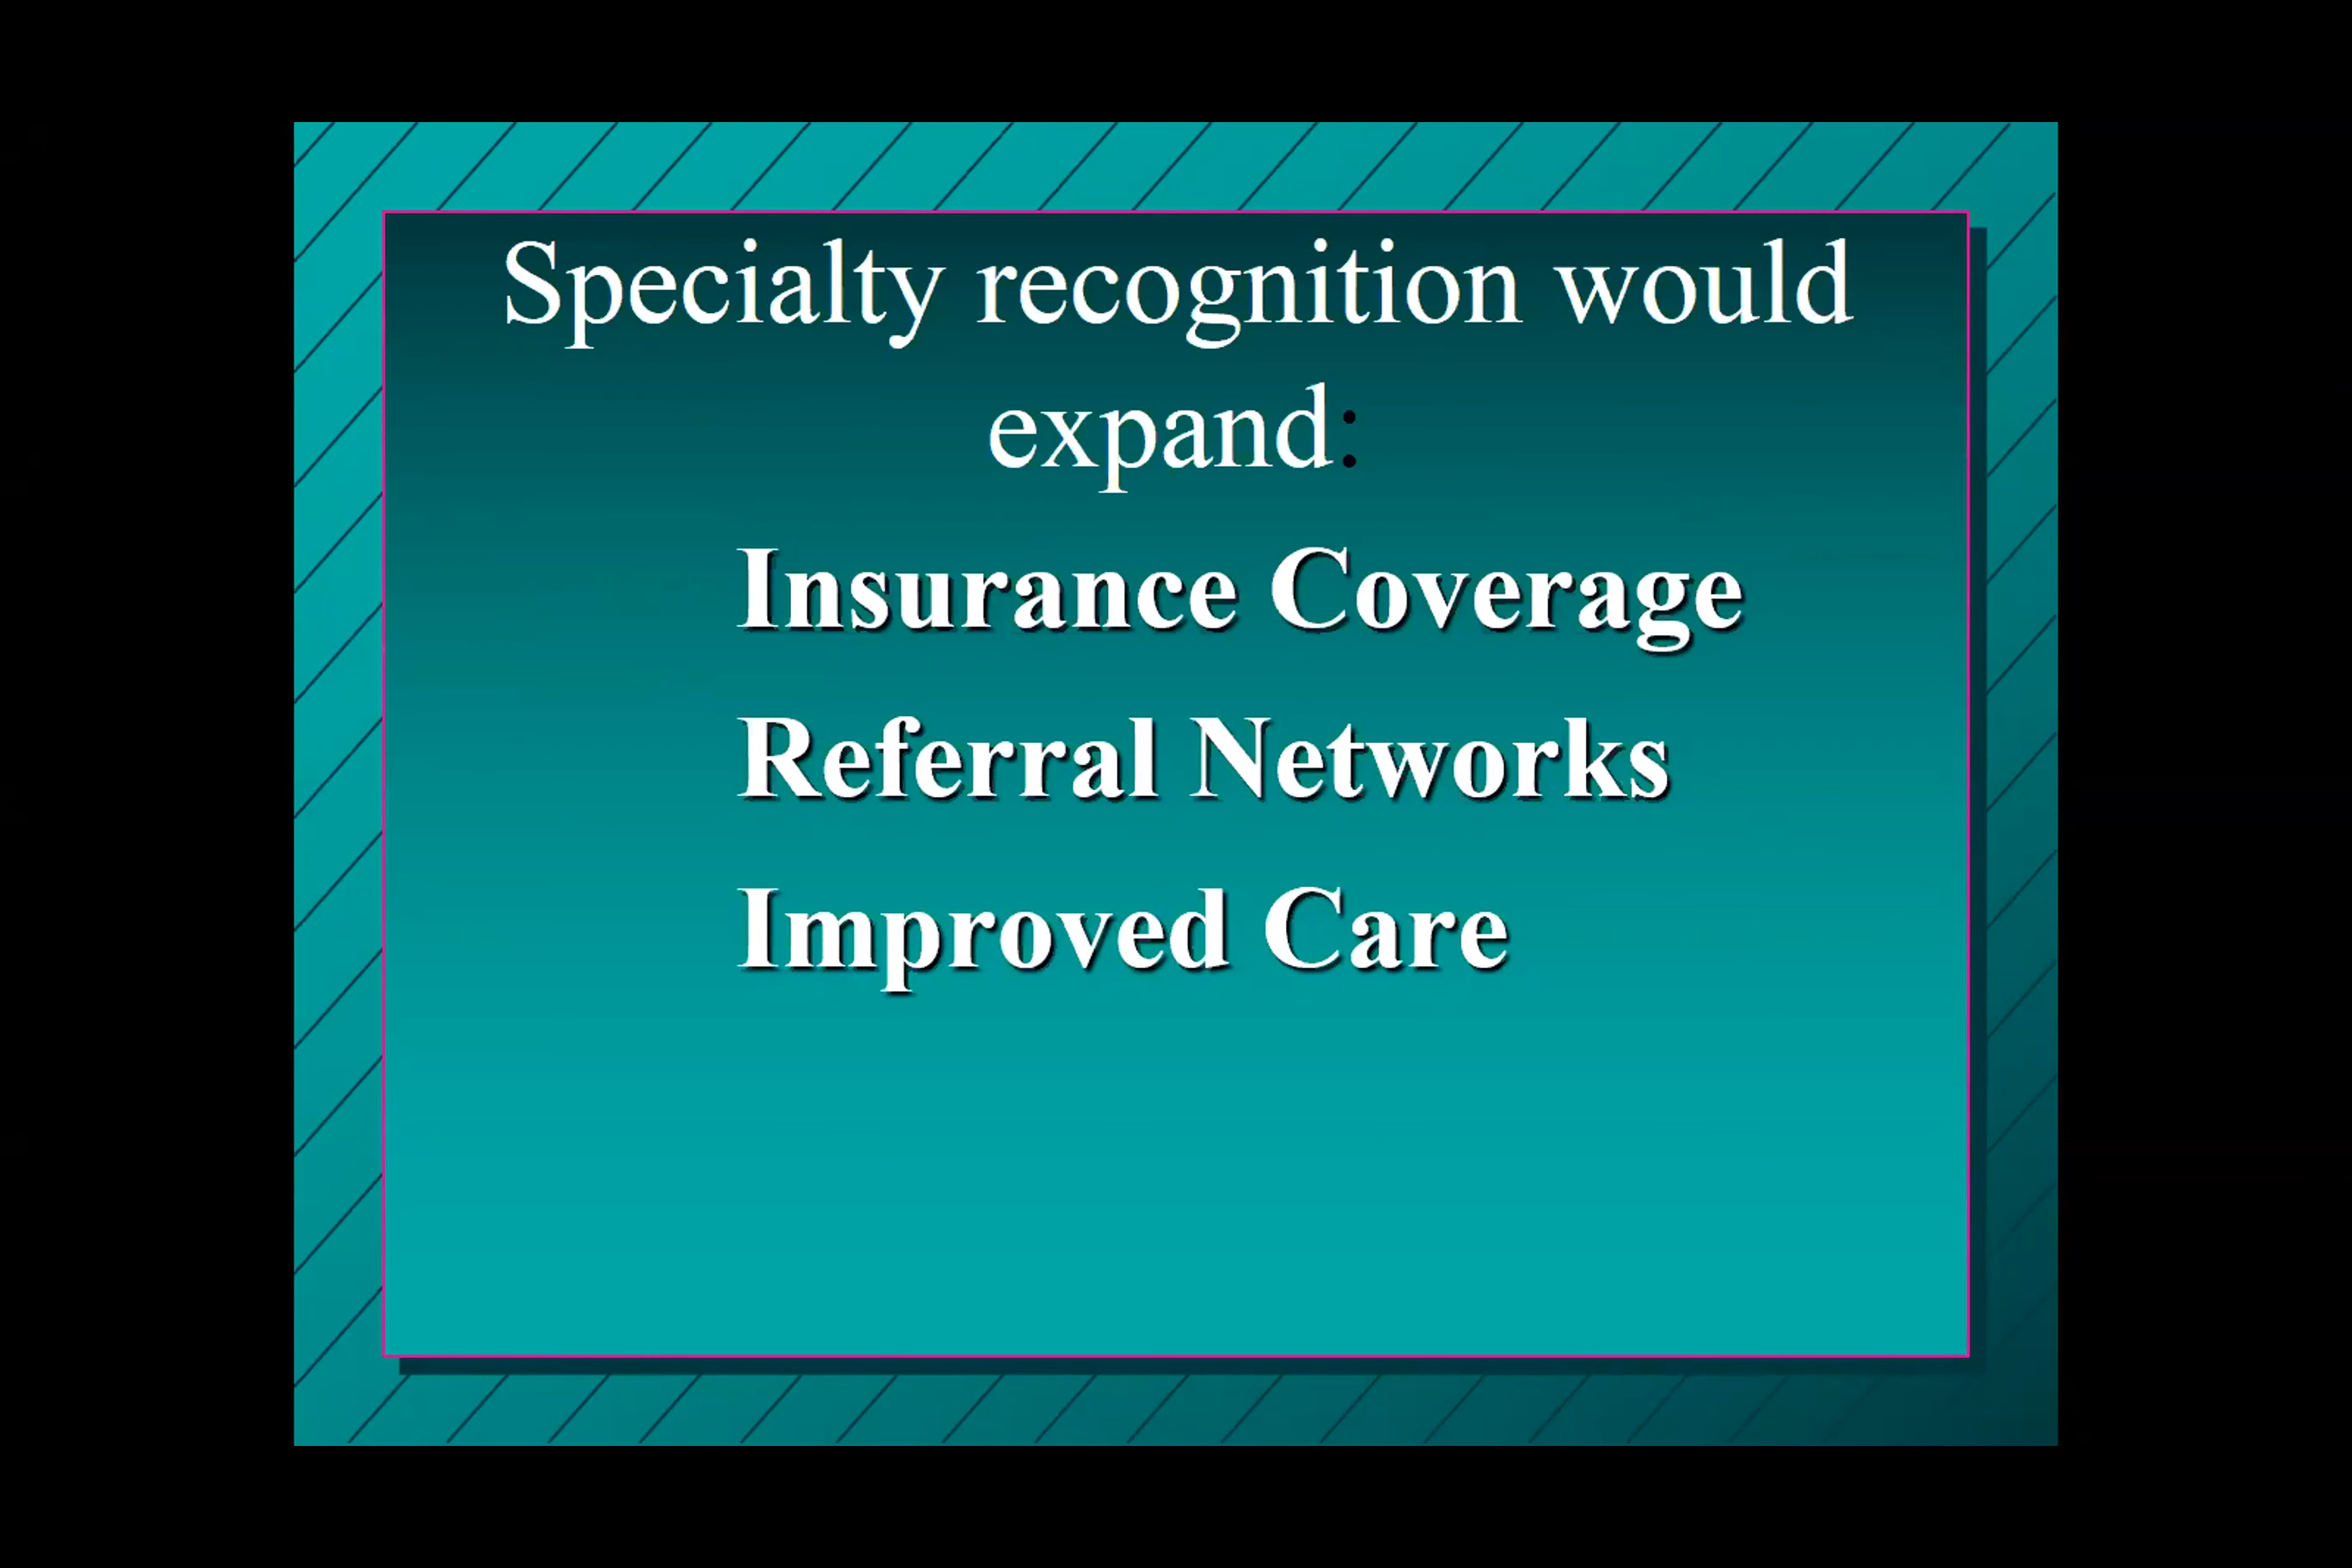 Specialty recognition would
expand:
Insurance Coverage
Referral Networks
Improved Care